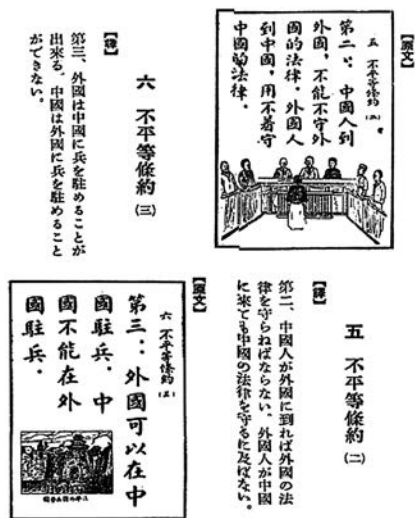 【原文】
五 不平等條約(二)
第二:中國人到
外國,不能不守外
國的法律,外國人
到中國,用不着守
中國的法律.
六 不平等條約 (三)
【譯】
第三、外國は中國に兵を駐めることが
出來る。中國は外國に兵を駐めること
ができない。
五 不平等條約 (二)
【譯】
第二、中國人が外國に到れば外國の法
律を守らねばならない。外國人が中國
に來ても中國の法律を守るに及ばない。
【原文】
六 不平等條約(三)
第三:外國可以在中
國駐兵.中
國不能在外
國駐兵.